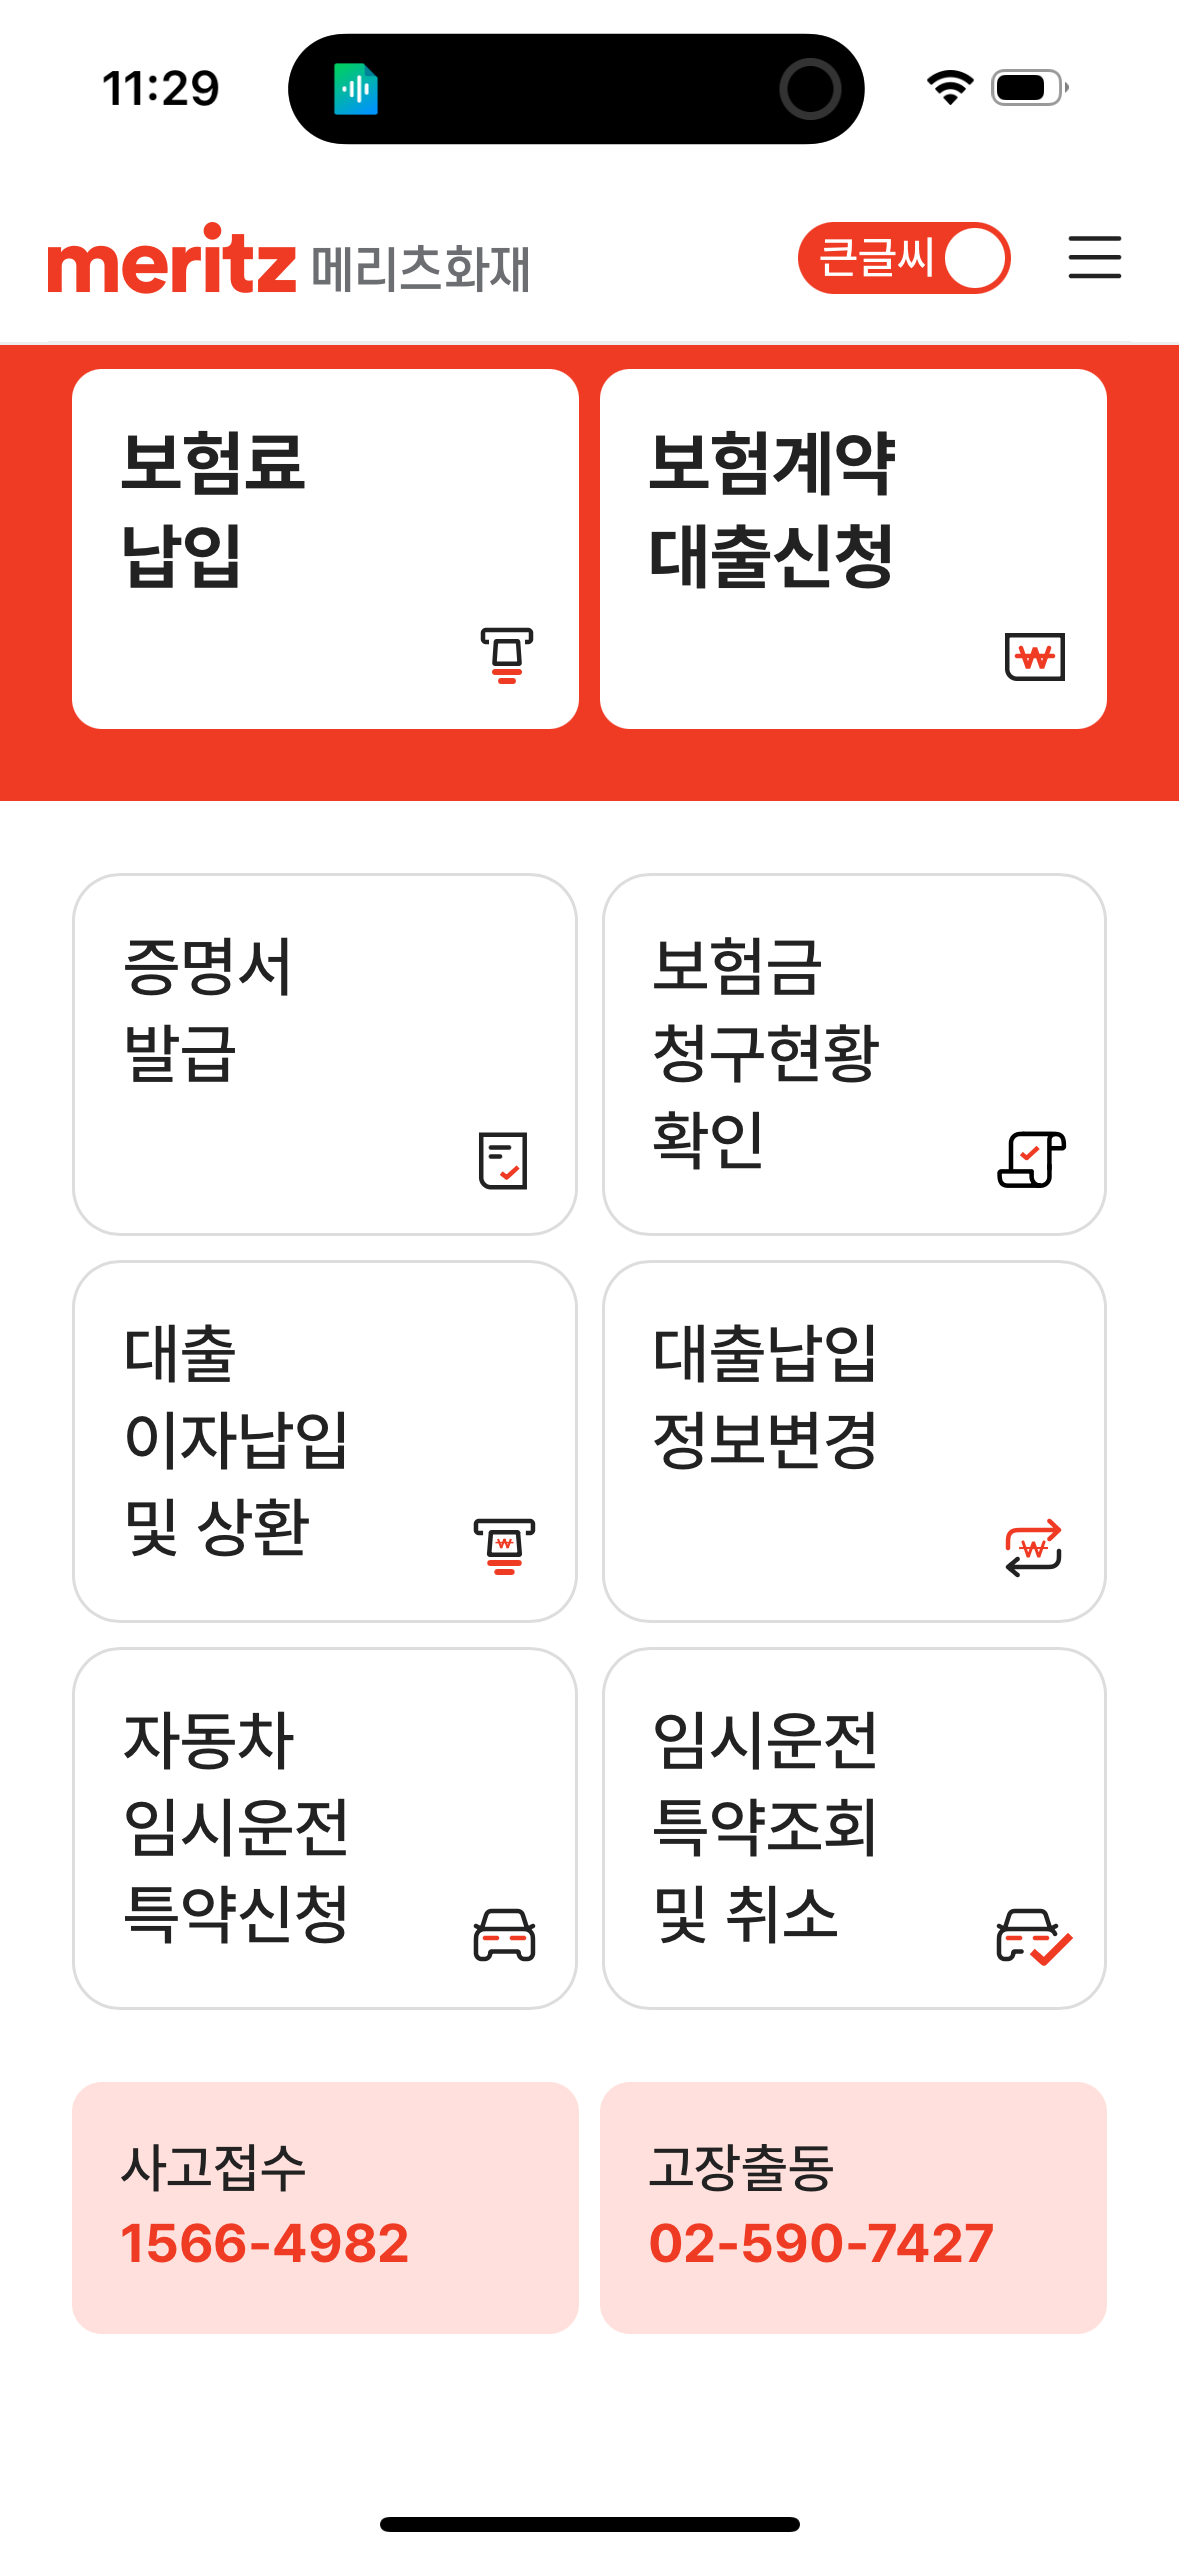 11:29
meritz 메리츠화재
큰글씨
보험료
납입
보험계약
대출신청
증명서
발급
보험금
청구현황
확인
대출
이자납입
및 상환
대출납입
정보변경
자동차
임시운전
특약신청
임시운전
특약조회
및 취소
사고접수
1566-4982
고장출동
02-590-7427